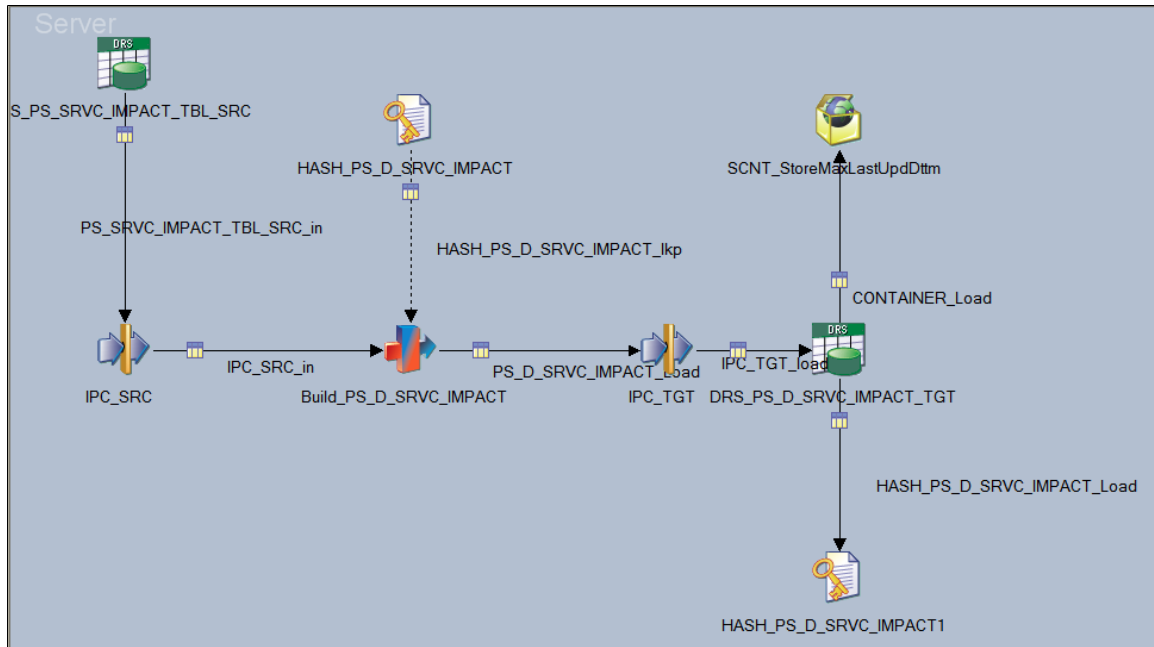 Server
DRS
S_PS_SRVC_IMPACT_TBL_SRC
HASH_PS_D_SRVC_IMPACT
SCNT_StoreMaxLastUpdDttm
PS_SRVC_IMPACT_TBL_SRC_in
HASH_PS_D_SRVC_IMPACT_lkp
CONTAINER_Load
DRS
IPC_SRC_in
PS_D_SRVC_IMPACT_Load
IPC_TGT_load
IPC_SRC
Build_PS_D_SRVC_IMPACT
IPC_TGT
DRS_PS_D_SRVC_IMPACT_TGT
HASH_PS_D_SRVC_IMPACT_Load
HASH_PS_D_SRVC_IMPACT1